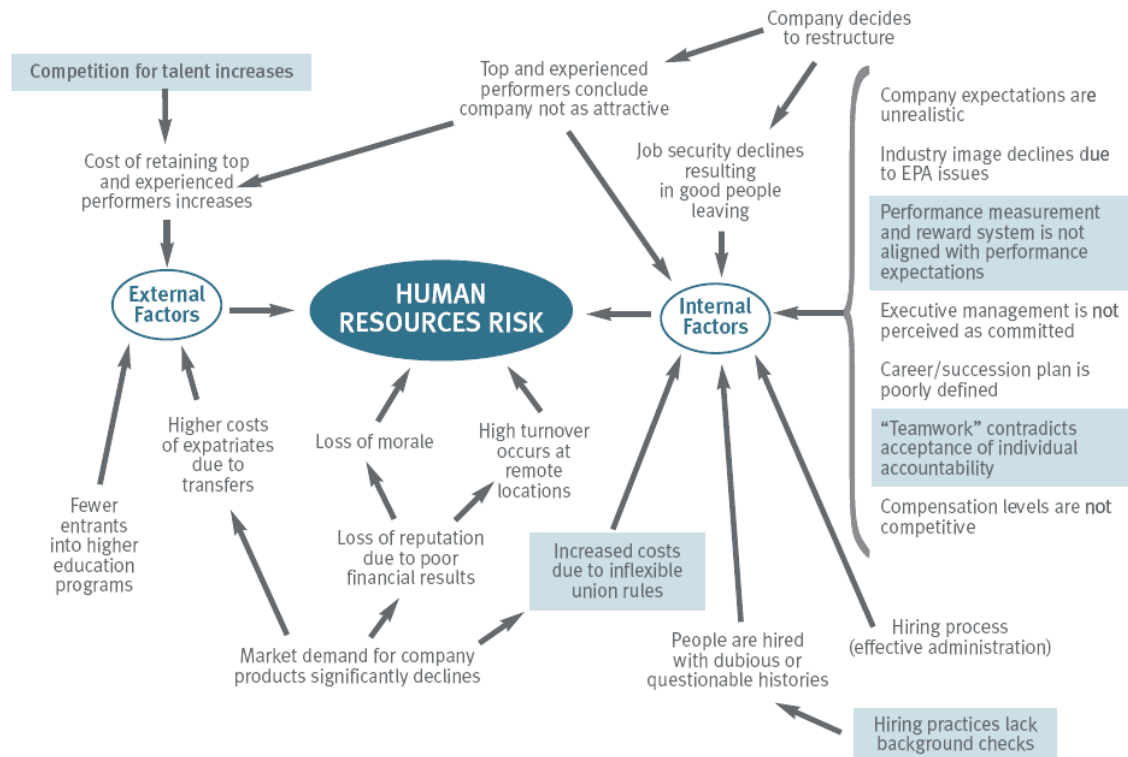 Company decides
to restructure
Competition for talent increases
Top and experienced
performers conclude
company not as attractive
Company expectations are
unrealistic
Cost of retaining top
and experienced
performers increases
Job security declines
resulting
in good people
leaving
Industry image declines due
to EPA issues
Performance measurement
and reward system is not
aligned with performance
expectations
External
Factors
HUMAN
RESOURCES RISK
Internal
Factors
Executive management is not
perceived as committed
Career/succession plan is
poorly defined
Higher costs
of expatriates
due to
transfers
Loss of morale
High turnover
occurs at
remote
locations
“Teamwork” contradicts
acceptance of individual
accountability
Fewer
entrants
into higher
education
programs
Compensation levels are not
competitive
Loss of reputation
due to poor
financial results
Increased costs
due to inflexible
union rules
Market demand for company
products significantly declines
People are hired
with dubious or
questionable histories
Hiring process
(effective administration)
Hiring practices lack
background checks